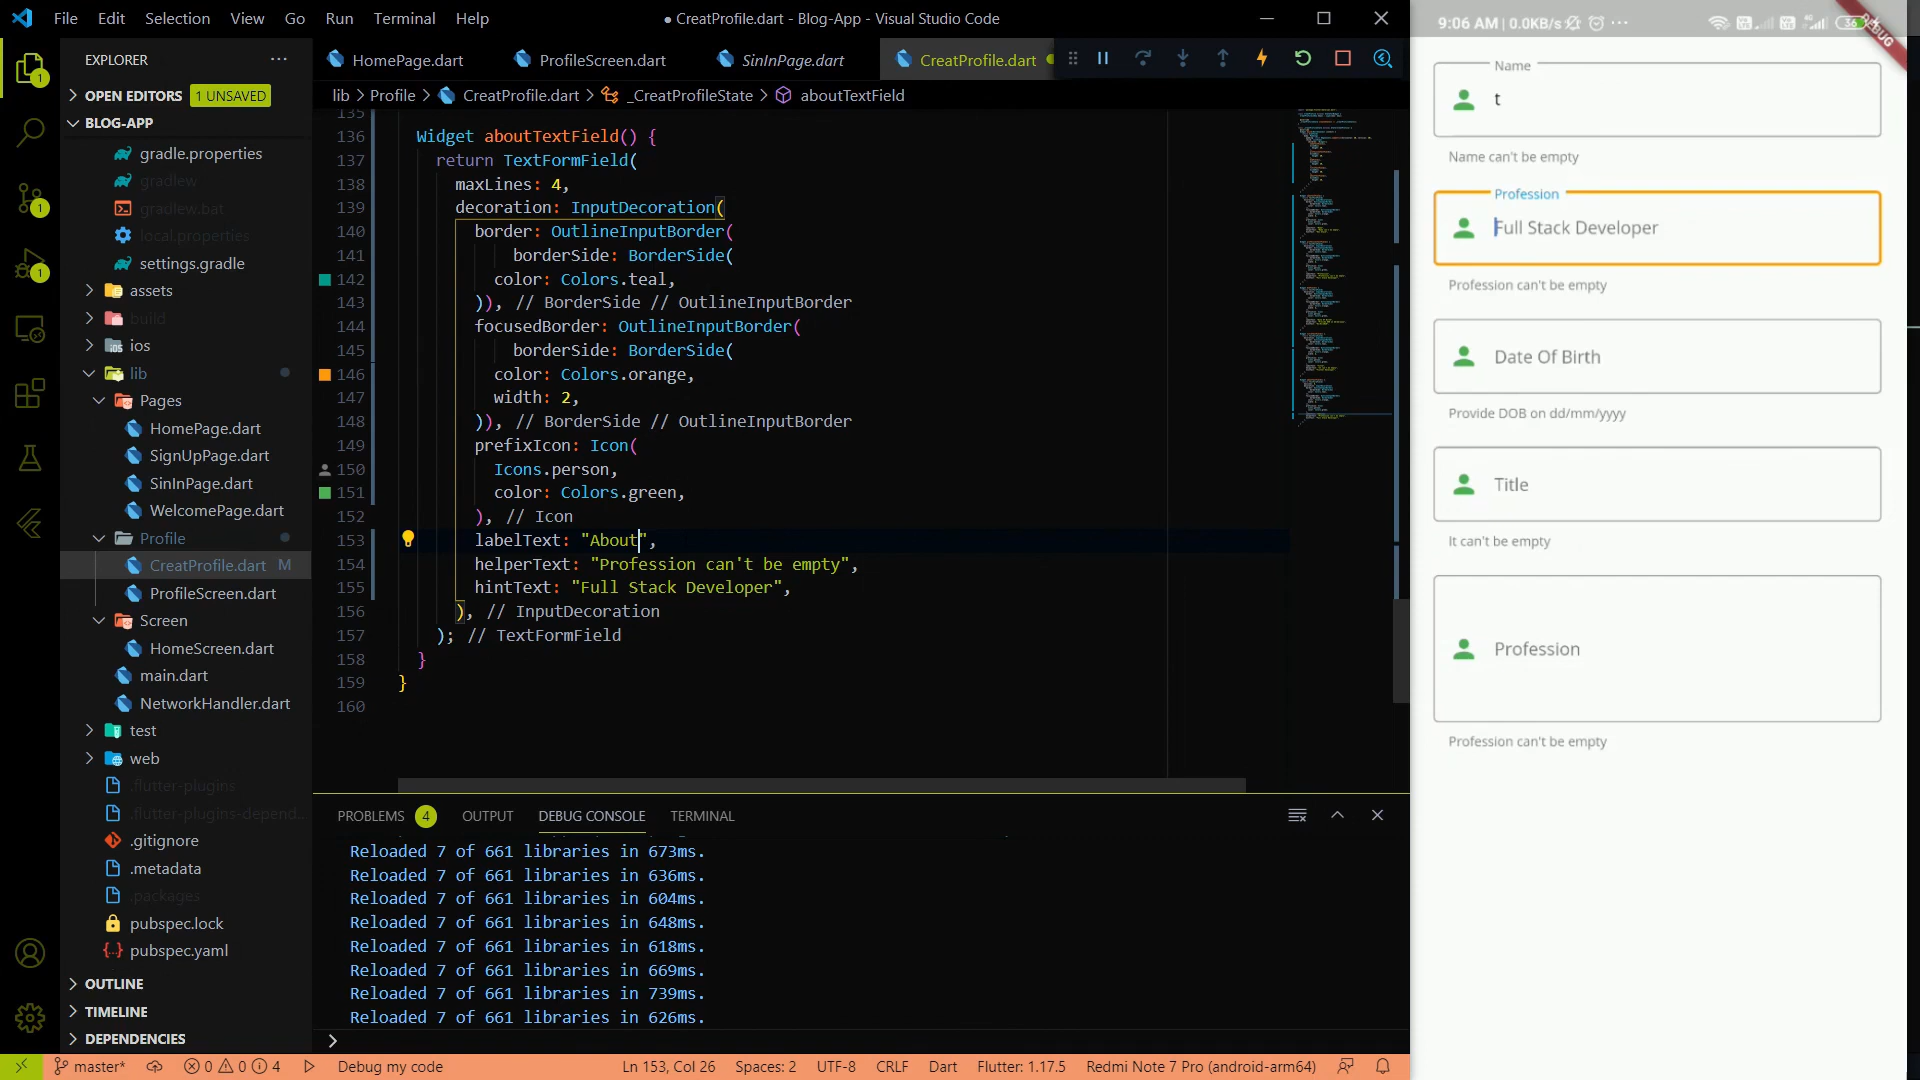 File Edit Selection View Go Run Terminal Help
● CreatProfile.dart - Blog-App - Visual Studio Code
EXPLORER
OPEN EDITORS 1 UNSAVED
BLOG-APP
gradle.properties
gradlew
gradlew.bat
local.properties
settings.gradle
assets
build
ios
lib
Pages
HomePage.dart
SignUpPage.dart
SinInPage.dart
WelcomePage.dart
Profile
CreatProfile.dart M
ProfileScreen.dart
Screen
HomeScreen.dart
main.dart
NetworkHandler.dart
test
web
.flutter-plugins
.flutter-plugins-depend...
.gitignore
.metadata
.packages
pubspec.lock
pubspec.yaml
OUTLINE
TIMELINE
DEPENDENCIES
1
1
1
HomePage.dart ProfileScreen.dart SinInPage.dart CreatProfile.dart
lib > Profile > CreatProfile.dart > _CreatProfileState > aboutTextField
135
136 Widget aboutTextField() {
137 return TextFormField(
138 maxLines: 4,
139 decoration: InputDecoration(
140 border: OutlineInputBorder(
141 borderSide: BorderSide(
142 color: Colors.teal,
143 )), // BorderSide // OutlineInputBorder
144 focusedBorder: OutlineInputBorder(
145 borderSide: BorderSide(
146 color: Colors.orange,
147 width: 2,
148 )), // BorderSide // OutlineInputBorder
149 prefixIcon: Icon(
150 Icons.person,
151 color: Colors.green,
152 ), // Icon
153 labelText: "About",
154 helperText: "Profession can't be empty",
155 hintText: "Full Stack Developer",
156 ), // InputDecoration
157 ); // TextFormField
158 }
159 }
160
PROBLEMS 4 OUTPUT DEBUG CONSOLE TERMINAL
Reloaded 7 of 661 libraries in 673ms.
Reloaded 7 of 661 libraries in 636ms.
Reloaded 7 of 661 libraries in 604ms.
Reloaded 7 of 661 libraries in 648ms.
Reloaded 7 of 661 libraries in 618ms.
Reloaded 7 of 661 libraries in 669ms.
Reloaded 7 of 661 libraries in 739ms.
Reloaded 7 of 661 libraries in 626ms.
master* 0 0 4 Debug my code Ln 153, Col 26 Spaces: 2 UTF-8 CRLF Dart Flutter: 1.17.5 Redmi Note 7 Pro (android-arm64)
9:06 AM | 0.0KB/s ... 36
DEBUG
Name
t
Name can't be empty
Profession
Full Stack Developer
Profession can't be empty
Date Of Birth
Provide DOB on dd/mm/yyyy
Title
It can't be empty
Profession
Profession can't be empty